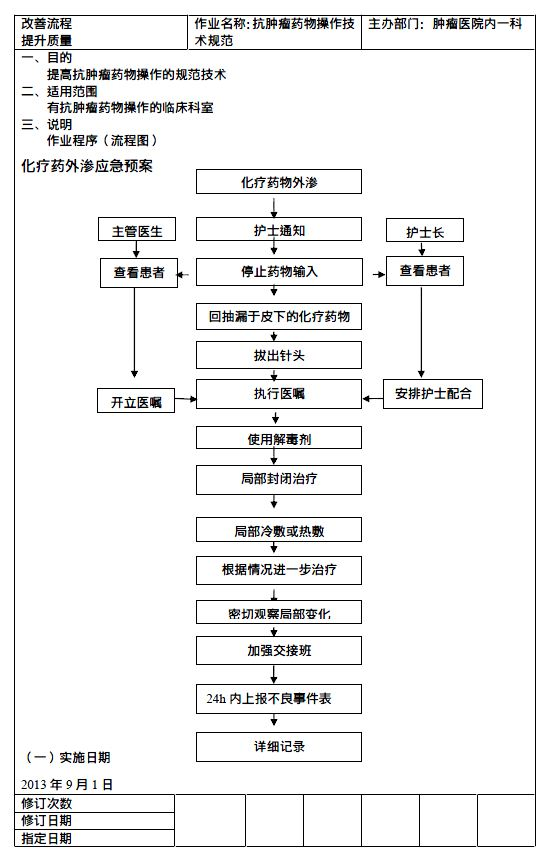 改善流程
提升质量
作业名称：抗肿瘤药物操作技
术规范
主办部门： 肿瘤医院内一科
一、目的
提高抗肿瘤药物操作的规范技术
二、适用范围
有抗肿瘤药物操作的临床科室
三、说明
作业程序（流程图）
化疗药外渗应急预案
化疗药物外渗
主管医生
护士通知
护士长
查看患者
停止药物输入
查看患者
回抽漏于皮下的化疗药物
拔出针头
开立医嘱
执行医嘱
安排护士配合
使用解毒剂
局部封闭治疗
局部冷敷或热敷
根据情况进一步治疗
密切观察局部变化
加强交接班
24h 内上报不良事件表
详细记录
（一）实施日期
2013 年 9 月 1 日
修订次数
修订日期
指定日期